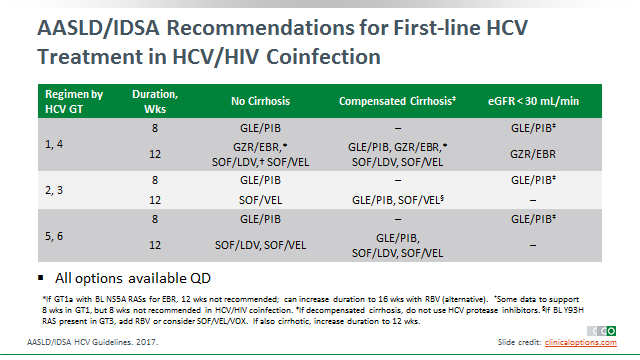 AASLD/IDSA Recommendations for First-line HCV
Treatment in HCV/HIV Coinfection
Regimen by HCV GT	Duration, Wks	No Cirrhosis	Compensated Cirrhosis‡	eGFR < 30 mL/min
1, 4	8	GLE/PIB	–	GLE/PIB‡
12	GZR/EBR,* SOF/LDV,† SOF/VEL	GLE/PIB, GZR/EBR,* SOF/LDV, SOF/VEL	GZR/EBR
2, 3	8	GLE/PIB	–	GLE/PIB‡
12	SOF/VEL	GLE/PIB, SOF/VEL§	–
5, 6	8	GLE/PIB	–	GLE/PIB‡
12	SOF/LDV, SOF/VEL	GLE/PIB, SOF/LDV, SOF/VEL	–
▪ All options available QD
*If GT1a with BL NS5A RASs for EBR, 12 wks not recommended; can increase duration to 16 wks with RBV (alternative). †Some data to support
8 wks in GT1, but 8 wks not recommended in HCV/HIV coinfection. ‡If decompensated cirrhosis, do not use HCV protease inhibitors. §If BL Y93H
RAS present in GT3, add RBV or consider SOF/VEL/VOX. If also cirrhotic, increase duration to 12 wks.
CCO
AASLD/IDSA HCV Guidelines. 2017.	Slide credit: clinicaloptions.com